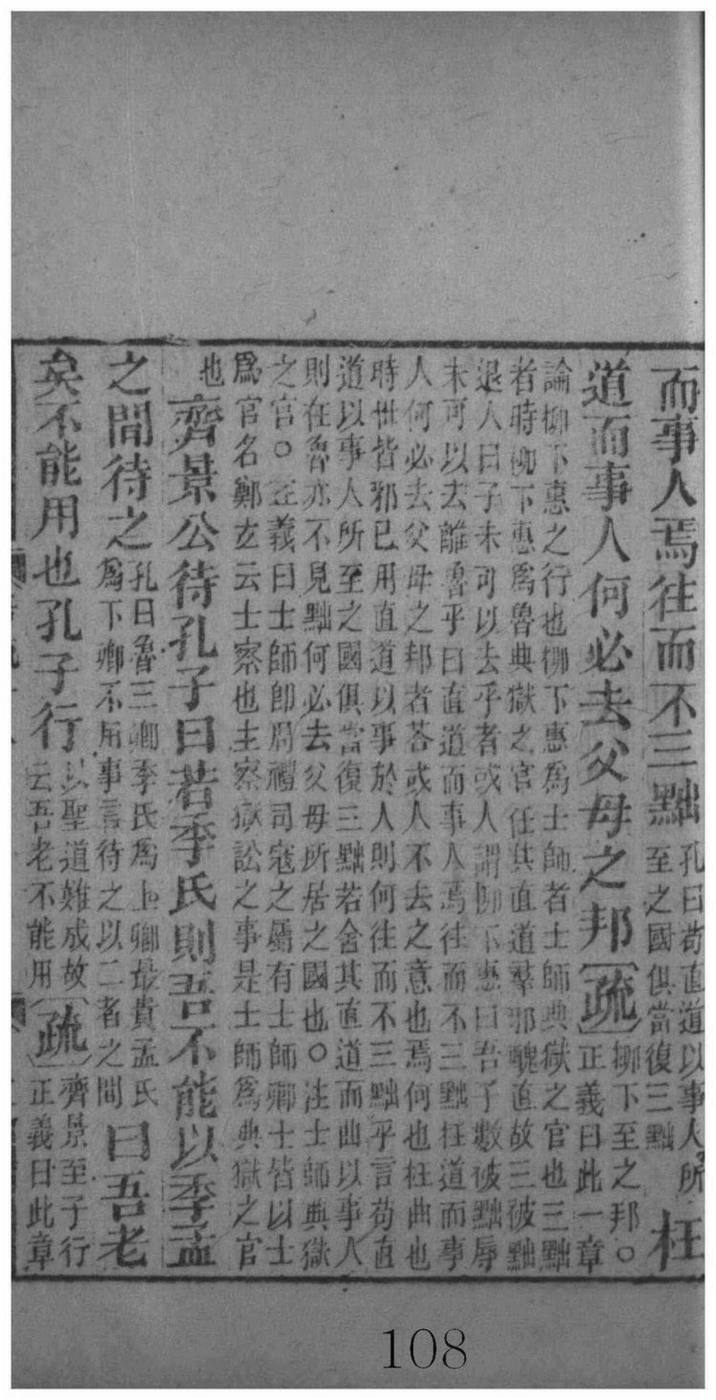 而事人焉往而不三黜孔曰苟直道以事人所至之國俱當復三黜枉
道而事人何必去父母之邦疏柳下至之邦○正義曰此一章
論柳下惠之行也柳下惠爲士師者士師典獄之官也三黜
者時柳下惠爲魯典獄之官任其直道羣邪醜直故三被黜
退人曰子未可以去乎者或人謂柳下惠曰吾子數被黜辱
未可以去離魯乎曰直道而事人焉往而不三黜枉道而事
人何必去父母之邦者荅或人不去之意也焉何也枉曲也
時世皆邪已用直道以事於人則何往而不三黜乎言苟直
道以事人所至之國俱當復三黜若舍其直道而曲以事人
則在魯亦不見黜何必去父母所居之國也○注士師典獄
之官○正義曰士師即周禮司寇之屬有士師卿士皆以士
爲官名鄭玄云士察也主察獄訟之事是士師爲典獄之官
也齊景公待孔子曰若季氏則吾不能以季孟
之間待之孔曰魯三卿季氏爲上卿最貴孟氏爲下卿不用事言待之以二者之間曰吾老
矣不能用也孔子行以聖道難成故云吾老不能用疏齊景至子行正義曰此章
108